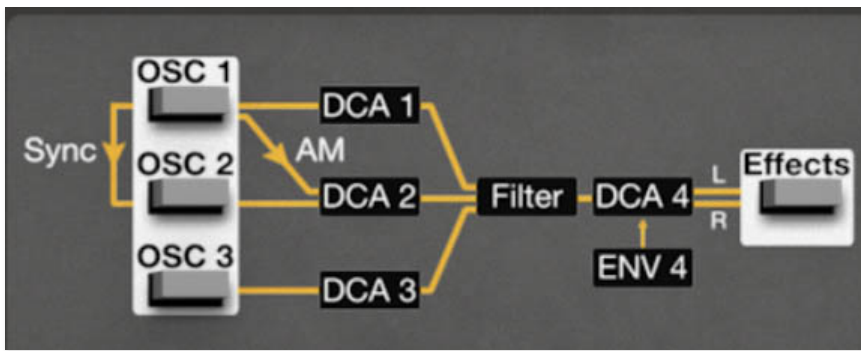 OSC 1
DCA 1
Sync
AM
OSC 2
DCA 2
Filter
DCA 4
L
R
Effects
OSC 3
DCA 3
ENV 4